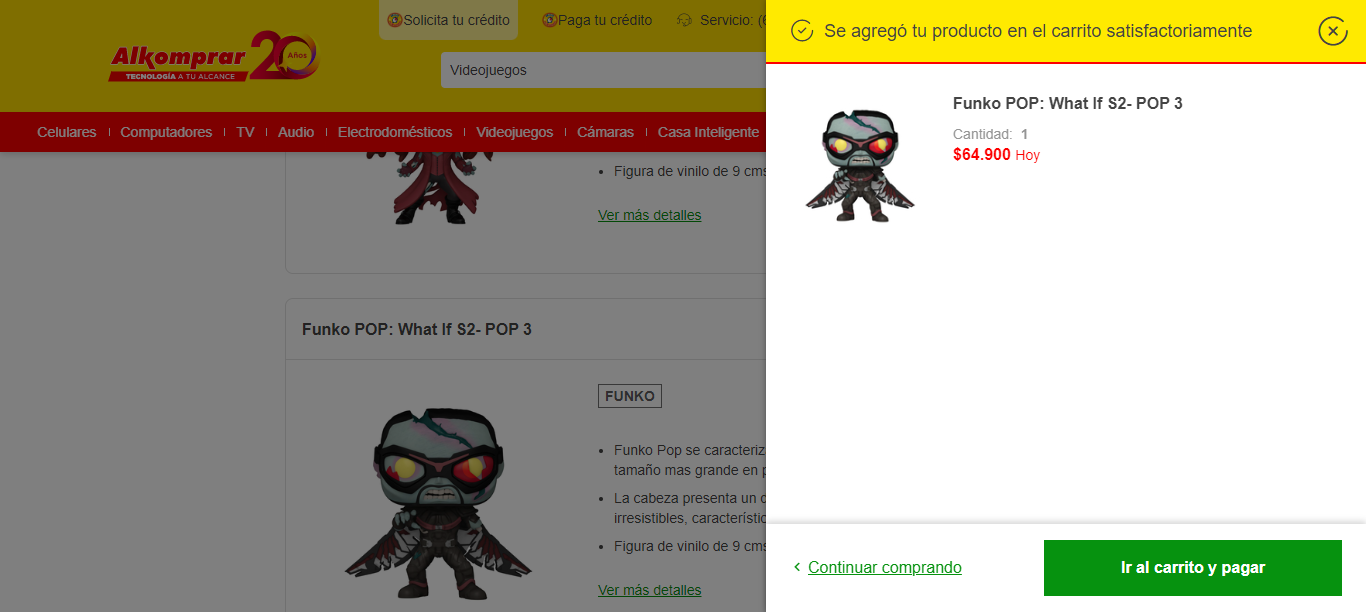 Solicita tu crédito
Paga tu crédito
Servicio: (6
Alkomprar 20 Años
TECNOLOGÍA A TU ALCANCE
Videojuegos
Celulares
Computadores
TV
Audio
Electrodomésticos
Videojuegos
Cámaras
Casa Inteligente
• Figura de vinilo de 9 cms
Ver más detalles
Funko POP: What If S2- POP 3
FUNKO
• Funko Pop se caracteriz
tamaño mas grande en p
• La cabeza presenta un
irresistibles, característic
• Figura de vinilo de 9 cms
Ver más detalles
Se agregó tu producto en el carrito satisfactoriamente
Funko POP: What If S2- POP 3
Cantidad: 1
$64.900 Hoy
Continuar comprando
Ir al carrito y pagar